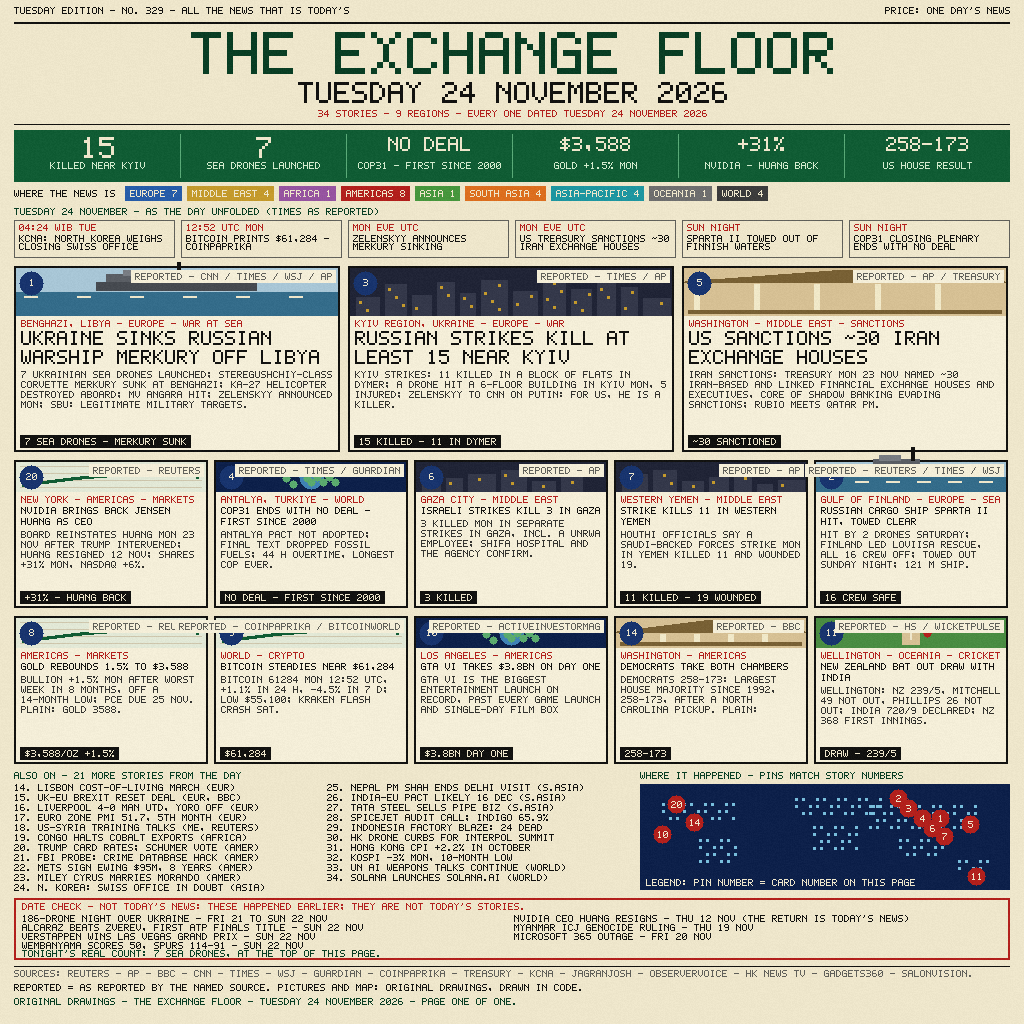 TUESDAY EDITION - NO. 329 - ALL THE NEWS THAT IS TODAY'S
PRICE: ONE DAY'S NEWS
THE EXCHANGE FLOOR
TUESDAY 24 NOVEMBER 2026
34 STORIES - 9 REGIONS - EVERY ONE DATED TUESDAY 24 NOVEMBER 2026
15
KILLED NEAR KYIV
7
SEA DRONES LAUNCHED
NO DEAL
COP31 - FIRST SINCE 2000
$3,588
GOLD +1.5% MON
+31%
NVIDIA - HUANG BACK
258-173
US HOUSE RESULT
WHERE THE NEWS IS
EUROPE 7
MIDDLE EAST 4
AFRICA 1
AMERICAS 8
ASIA 1
SOUTH ASIA 4
ASIA-PACIFIC 4
OCEANIA 1
WORLD 4
TUESDAY 24 NOVEMBER - AS THE DAY UNFOLDED (TIMES AS REPORTED)
04:24 WIB TUE
KCNA: NORTH KOREA WEIGHS
CLOSING SWISS OFFICE
12:52 UTC MON
BITCOIN PRINTS $61,284 -
COINPAPRIKA
MON EVE UTC
ZELENSKYY ANNOUNCES
MERKURY SINKING
MON EVE UTC
US TREASURY SANCTIONS ~30
IRAN EXCHANGE HOUSES
SUN NIGHT
SPARTA II TOWED OUT OF
FINNISH WATERS
SUN NIGHT
COP31 CLOSING PLENARY
ENDS WITH NO DEAL
1
REPORTED - CNN / TIMES / WSJ / AP
BENGHAZI, LIBYA - EUROPE - WAR AT SEA
UKRAINE SINKS RUSSIAN
WARSHIP MERKURY OFF LIBYA
7 UKRAINIAN SEA DRONES LAUNCHED; STEREGUSHCHIY-CLASS
CORVETTE MERKURY SUNK AT BENGHAZI; KA-27 HELICOPTER
DESTROYED ABOARD; MV ANGARA HIT; ZELENSKYY ANNOUNCED
MON; SBU: LEGITIMATE MILITARY TARGETS.
7 SEA DRONES - MERKURY SUNK
3
REPORTED - TIMES / AP
KYIV REGION, UKRAINE - EUROPE - WAR
RUSSIAN STRIKES KILL AT
LEAST 15 NEAR KYIV
KYIV STRIKES: 11 KILLED IN A BLOCK OF FLATS IN
DYMER; A DRONE HIT A 6-FLOOR BUILDING IN KYIV MON, 5
INJURED; ZELENSKYY TO CNN ON PUTIN: FOR US, HE IS A
KILLER.
15 KILLED - 11 IN DYMER
5
REPORTED - AP / TREASURY
WASHINGTON - MIDDLE EAST - SANCTIONS
US SANCTIONS ~30 IRAN
EXCHANGE HOUSES
IRAN SANCTIONS: TREASURY MON 23 NOV NAMED ~30
IRAN-BASED AND LINKED FINANCIAL EXCHANGE HOUSES AND
EXECUTIVES, CORE OF SHADOW BANKING EVADING
SANCTIONS; RUBIO MEETS QATAR PM.
~30 SANCTIONED
20
REPORTED - REUTERS
NEW YORK - AMERICAS - MARKETS
NVIDIA BRINGS BACK JENSEN
HUANG AS CEO
BOARD REINSTATES HUANG MON 23
NOV AFTER TRUMP INTERVENED;
HUANG RESIGNED 12 NOV; SHARES
+31% MON, NASDAQ +6%.
+31% - HUANG BACK
4
REPORTED - TIMES / GUARDIAN
ANTALYA, TURKIYE - WORLD
COP31 ENDS WITH NO DEAL -
FIRST SINCE 2000
ANTALYA PACT NOT ADOPTED;
FINAL TEXT DROPPED FOSSIL
FUELS; 44 H OVERTIME, LONGEST
COP EVER.
NO DEAL - FIRST SINCE 2000
6
REPORTED - AP
GAZA CITY - MIDDLE EAST
ISRAELI STRIKES KILL 3 IN GAZA
3 KILLED MON IN SEPARATE
STRIKES IN GAZA, INCL. A UNRWA
EMPLOYEE; SHIFA HOSPITAL AND
THE AGENCY CONFIRM.
3 KILLED
7
REPORTED - AP
WESTERN YEMEN - MIDDLE EAST
STRIKE KILLS 11 IN WESTERN
YEMEN
HOUTHI OFFICIALS SAY A
SAUDI-BACKED FORCES STRIKE MON
IN YEMEN KILLED 11 AND WOUNDED
19.
11 KILLED - 19 WOUNDED
REPORTED - REUTERS / TIMES / WSJ
GULF OF FINLAND - EUROPE - SEA
RUSSIAN CARGO SHIP SPARTA II
HIT, TOWED CLEAR
HIT BY 2 DRONES SATURDAY;
FINLAND LED LOVIISA RESCUE,
ALL 16 CREW OFF; TOWED OUT
SUNDAY NIGHT; 121 M SHIP.
16 CREW SAFE
8
REPORTED -
AMERICAS - MARKETS
GOLD REBOUNDS 1.5% TO $3,588
BULLION +1.5% MON AFTER WORST
WEEK IN 8 MONTHS, OFF A
14-MONTH LOW; PCE DUE 25 NOV.
PLAIN: GOLD 3588.
$3,588/OZ +1.5%
REPORTED - COINPAPRIKA / BITCOINWORLD
WORLD - CRYPTO
BITCOIN STEADIES NEAR $61,284
BITCOIN 61284 MON 12:52 UTC,
+1.1% IN 24 H, -4.5% IN 7 D;
LOW $55,100; KRAKEN FLASH
CRASH SAT.
$61,284
10
REPORTED - ACTIVEINVESTORMAG
LOS ANGELES - AMERICAS
GTA VI TAKES $3.8BN ON DAY ONE
GTA VI IS THE BIGGEST
ENTERTAINMENT LAUNCH ON
RECORD, PAST EVERY GAME LAUNCH
AND SINGLE-DAY FILM BOX
$3.8BN DAY ONE
14
REPORTED - BBC
WASHINGTON - AMERICAS
DEMOCRATS TAKE BOTH CHAMBERS
DEMOCRATS 258-173; LARGEST
HOUSE MAJORITY SINCE 1992,
258-173, AFTER A NORTH
CAROLINA PICKUP. PLAIN:
258-173
11
REPORTED - HS / WICKETPULSE
WELLINGTON - OCEANIA - CRICKET
NEW ZEALAND BAT OUT DRAW WITH
INDIA
WELLINGTON: NZ 239/5, MITCHELL
49 NOT OUT, PHILLIPS 26 NOT
OUT; INDIA 720/9 DECLARED; NZ
368 FIRST INNINGS.
DRAW - 239/5
ALSO ON - 21 MORE STORIES FROM THE DAY
14. LISBON COST-OF-LIVING MARCH (EUR)
15. UK-EU BREXIT RESET DEAL (EUR, BBC)
16. LIVERPOOL 4-0 MAN UTD, YORO OFF (EUR)
17. EURO ZONE PMI 51.7, 5TH MONTH (EUR)
18. US-SYRIA TRAINING TALKS (ME, REUTERS)
19. CONGO HALTS COBALT EXPORTS (AFRICA)
20. TRUMP CARD RATES: SCHUMER VOTE (AMER)
21. FBI PROBE: CRIME DATABASE HACK (AMER)
22. METS SIGN EWING $95M, 8 YEARS (AMER)
23. MILEY CYRUS MARRIES MORANDO (AMER)
24. N. KOREA: SWISS OFFICE IN DOUBT (ASIA)
25. NEPAL PM SHAH ENDS DELHI VISIT (S.ASIA)
26. INDIA-EU PACT LIKELY 16 DEC (S.ASIA)
27. TATA STEEL SELLS PIPE BIZ (S.ASIA)
28. SPICEJET AUDIT CALL; INDIGO 65.9%
29. INDONESIA FACTORY BLAZE: 24 DEAD
30. HK DRONE CURBS FOR INTERPOL SUMMIT
31. HONG KONG CPI +2.2% IN OCTOBER
32. KOSPI -3% MON, 10-MONTH LOW
33. UN AI WEAPONS TALKS CONTINUE (WORLD)
34. SOLANA LAUNCHES SOLANA.AI (WORLD)
WHERE IT HAPPENED - PINS MATCH STORY NUMBERS
20
14
10
2
3
4
1
6
7
5
11
LEGEND: PIN NUMBER = CARD NUMBER ON THIS PAGE
DATE CHECK - NOT TODAY'S NEWS: THESE HAPPENED EARLIER; THEY ARE NOT TODAY'S STORIES.
186-DRONE NIGHT OVER UKRAINE - FRI 21 TO SUN 22 NOV
ALCARAZ BEATS ZVEREV, FIRST ATP FINALS TITLE - SUN 22 NOV
VERSTAPPEN WINS LAS VEGAS GRAND PRIX - SUN 22 NOV
WEMBANYAMA SCORES 50, SPURS 114-91 - SUN 22 NOV
NVIDIA CEO HUANG RESIGNS - THU 12 NOV (THE RETURN IS TODAY'S NEWS)
MYANMAR ICJ GENOCIDE RULING - THU 19 NOV
MICROSOFT 365 OUTAGE - FRI 20 NOV
TONIGHT'S REAL COUNT: 7 SEA DRONES, AT THE TOP OF THIS PAGE.
SOURCES: REUTERS - AP - BBC - CNN - TIMES - WSJ - GUARDIAN - COINPAPRIKA - TREASURY - KCNA - JAGRANJOSH - OBSERVERVOICE - HK NEWS TV - GADGETS360 - SALONVISION.
REPORTED = AS REPORTED BY THE NAMED SOURCE. PICTURES AND MAP: ORIGINAL DRAWINGS, DRAWN IN CODE.
ORIGINAL DRAWINGS - THE EXCHANGE FLOOR - TUESDAY 24 NOVEMBER 2026 - PAGE ONE OF ONE.